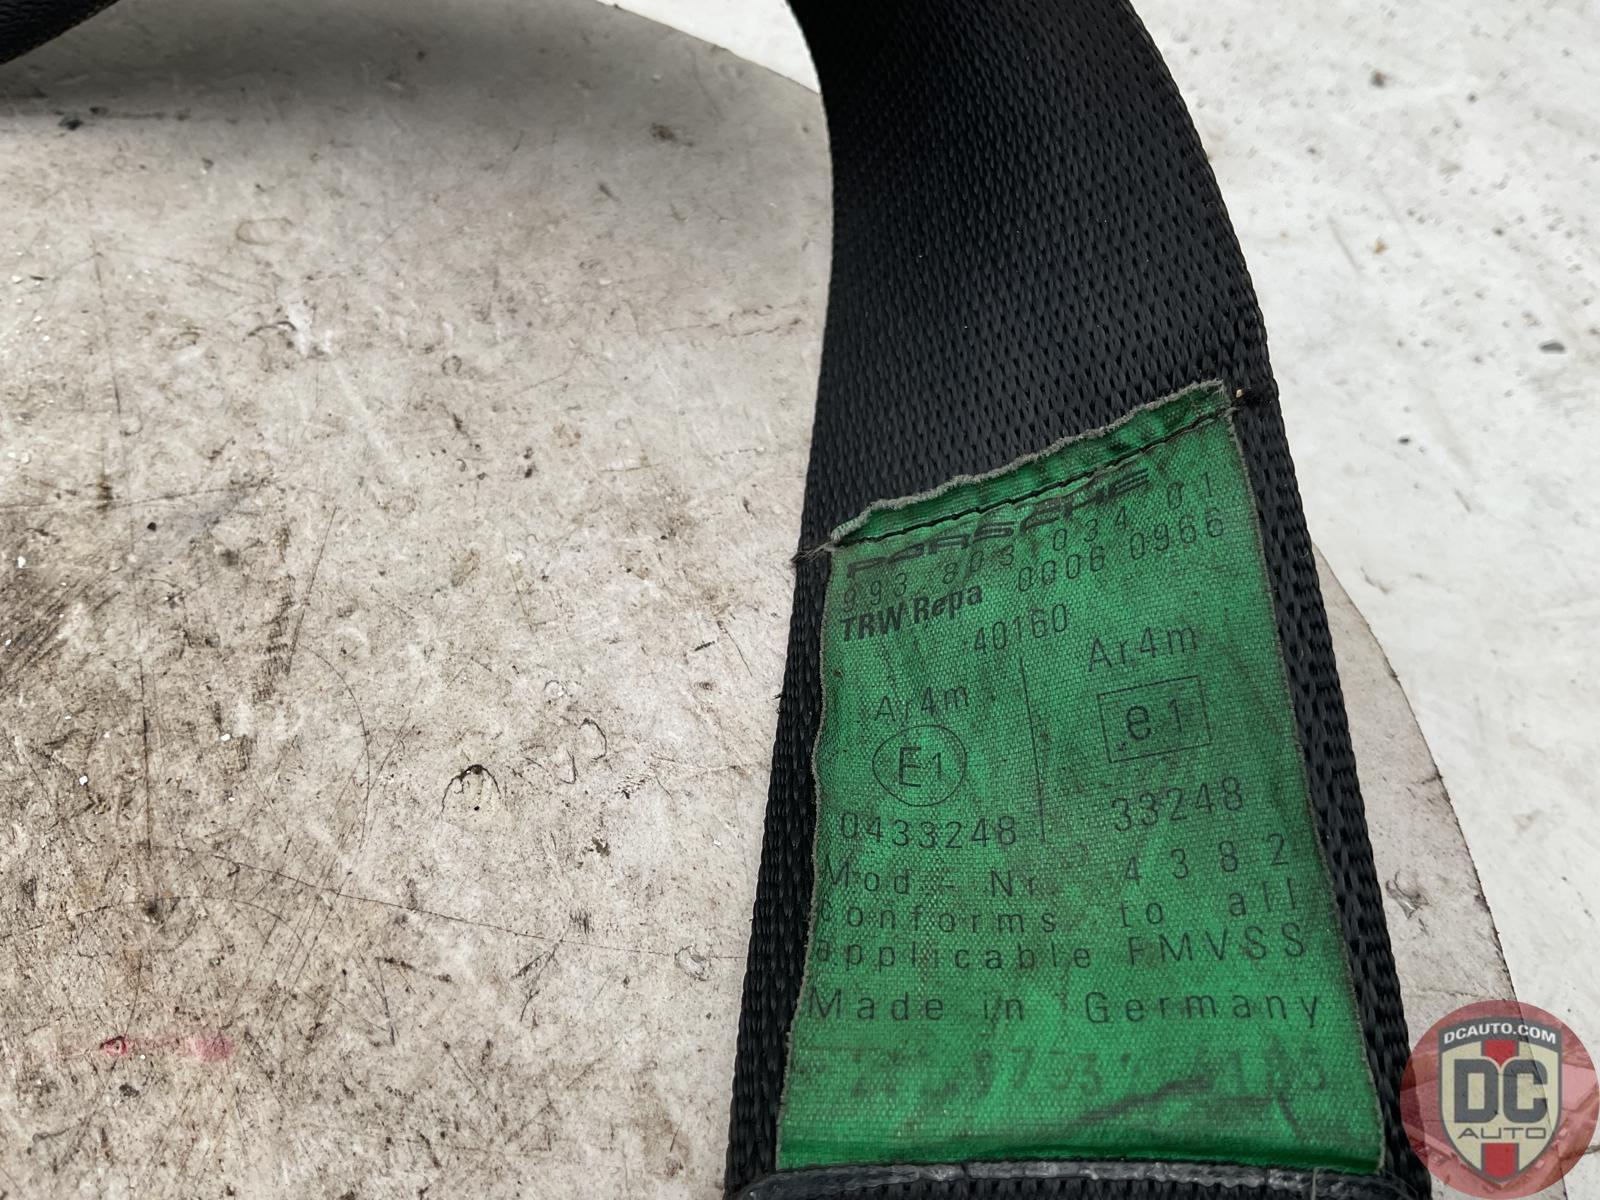 PORSCHE
993 803 034 01
TRW Repa 0006 0966
40160
Ar4m
E1
0433248
Ar4m
e1
33248
Mod - Nr. 4382
conforms to all
applicable FMVSS
Made in Germany
DCAUTO.COM
DC
AUTO